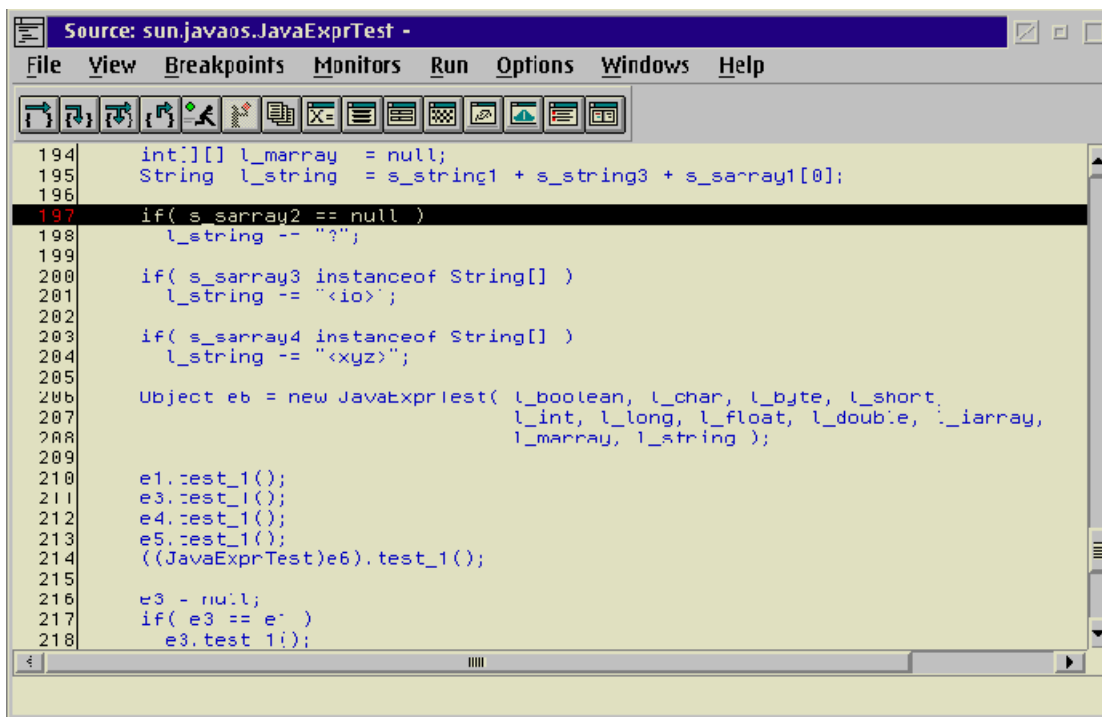 Source: sun.javaos.JavaExprTest -
File View Breakpoints Monitors Run Options Windows Help
X=
194 int[][] l_marray = null;
195 String l_string = s_string1 + s_string3 + s_sarray1[0];
196
197 if( s_sarray2 == null )
198 l_string -= "?";
199
200 if( s_sarray3 instanceof String[] )
201 l_string -= "<io>";
202
203 if( s_sarray4 instanceof String[] )
204 l_string -= "<xyz>";
205
206 Object e6 = new JavaExprTest( l_boolean, l_char, l_byte, l_short,
207 l_int, l_long, l_float, l_double, l_iarray,
208 l_marray, l_string );
209
210 e1.test_1();
211 e3.test_1();
212 e4.test_1();
213 e5.test_1();
214 ((JavaExprTest)e6).test_1();
215
216 e3 = null;
217 if( e3 == e1 )
218 e3.test_1();